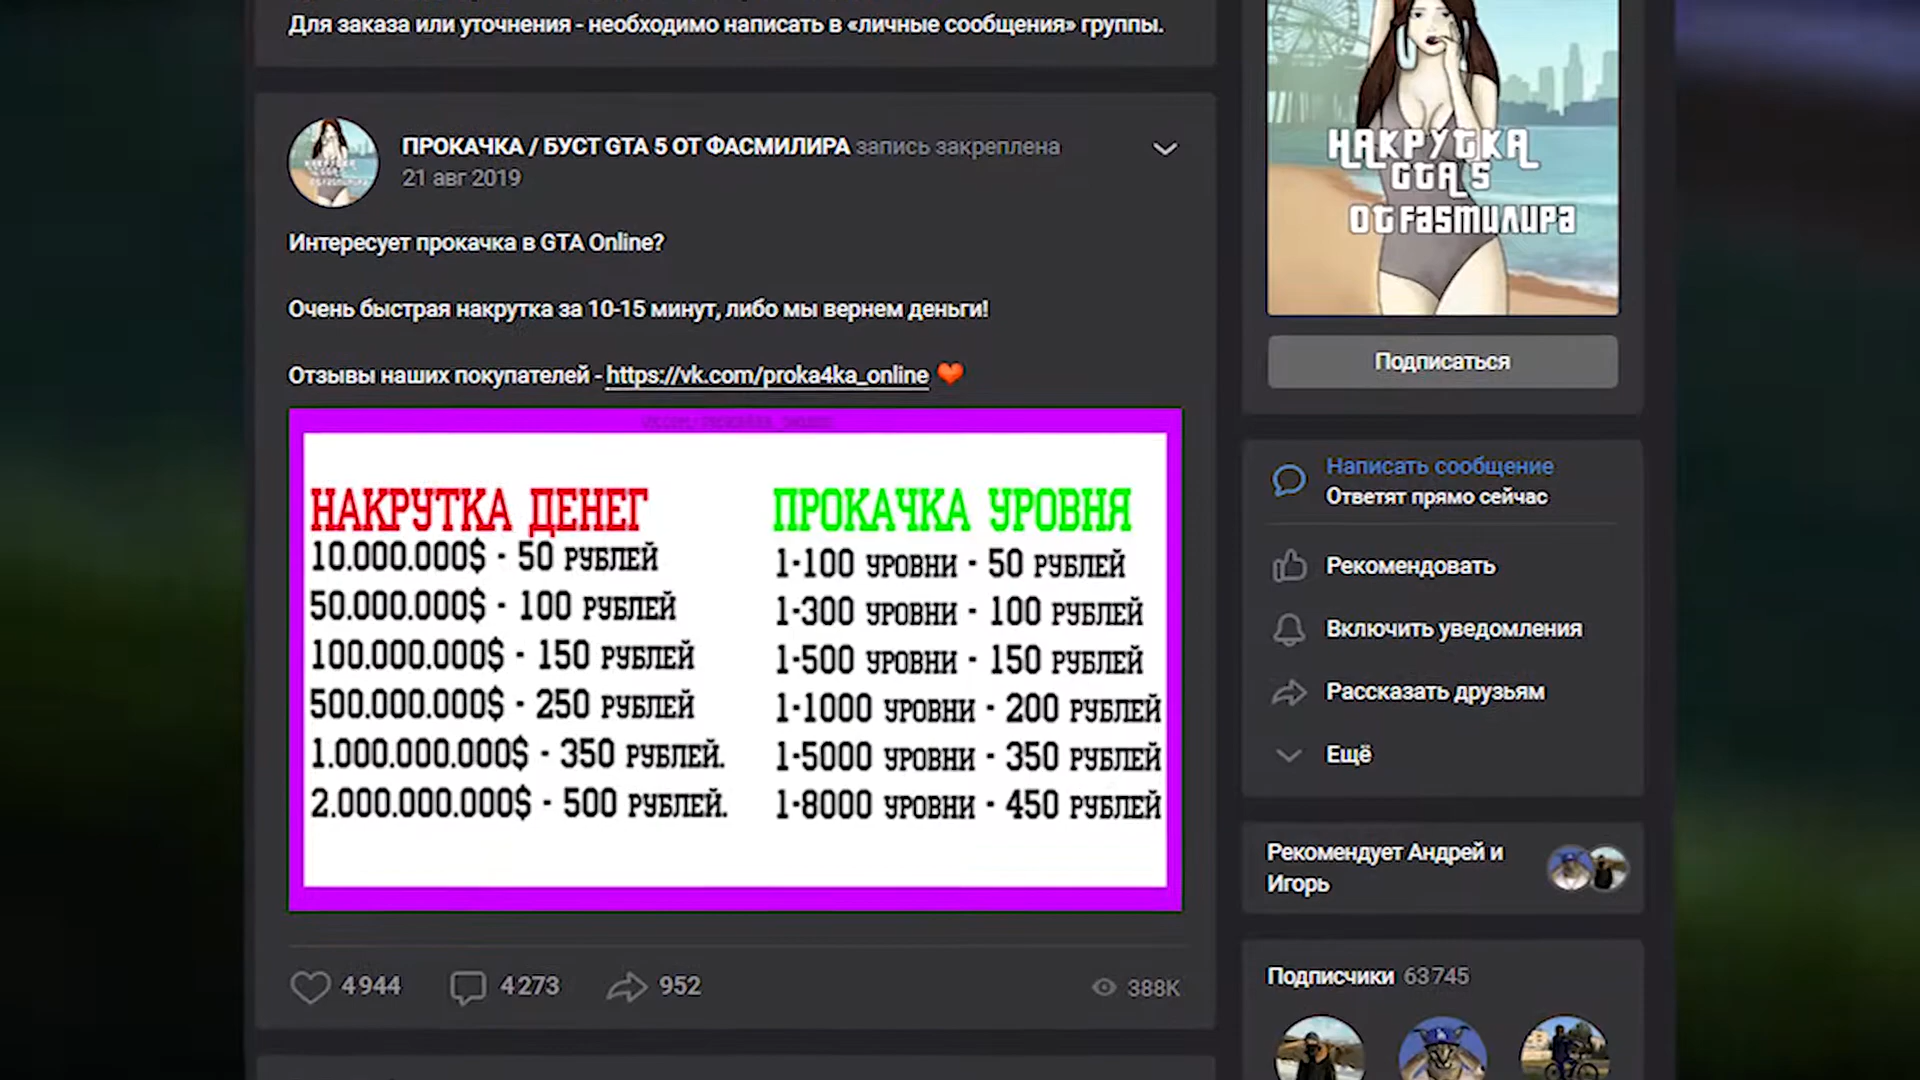 Для заказа или уточнения - необходимо написать в «личные сообщения» группы.
ПРОКАЧКА / БУСТ GTA 5 ОТ ФАСМИЛИРА запись закреплена
21 авг 2019
Интересует прокачка в GTA Online?
Очень быстрая накрутка за 10-15 минут, либо мы вернем деньги!
Отзывы наших покупателей - https://vk.com/proka4ka_online
НАКРУТКА ДЕНЕГ
10.000.000$ - 50 РУБЛЕЙ
50.000.000$ - 100 РУБЛЕЙ
100.000.000$ - 150 РУБЛЕЙ
500.000.000$ - 250 РУБЛЕЙ
1.000.000.000$ - 350 РУБЛЕЙ.
2.000.000.000$ - 500 РУБЛЕЙ.
ПРОКАЧКА УРОВНЯ
1-100 УРОВНИ - 50 РУБЛЕЙ
1-300 УРОВНИ - 100 РУБЛЕЙ
1-500 УРОВНИ - 150 РУБЛЕЙ
1-1000 УРОВНИ - 200 РУБЛЕЙ
1-5000 УРОВНИ - 350 РУБЛЕЙ
1-8000 УРОВНИ - 450 РУБЛЕЙ
4 944 4 273 952 388K
НАКРУТКА
GTA 5
ОТ FASMИЛИРА
Подписаться
Написать сообщение
Ответят прямо сейчас
Рекомендовать
Включить уведомления
Рассказать друзьям
Ещё
Рекомендует Андрей и
Игорь
Подписчики 63 745